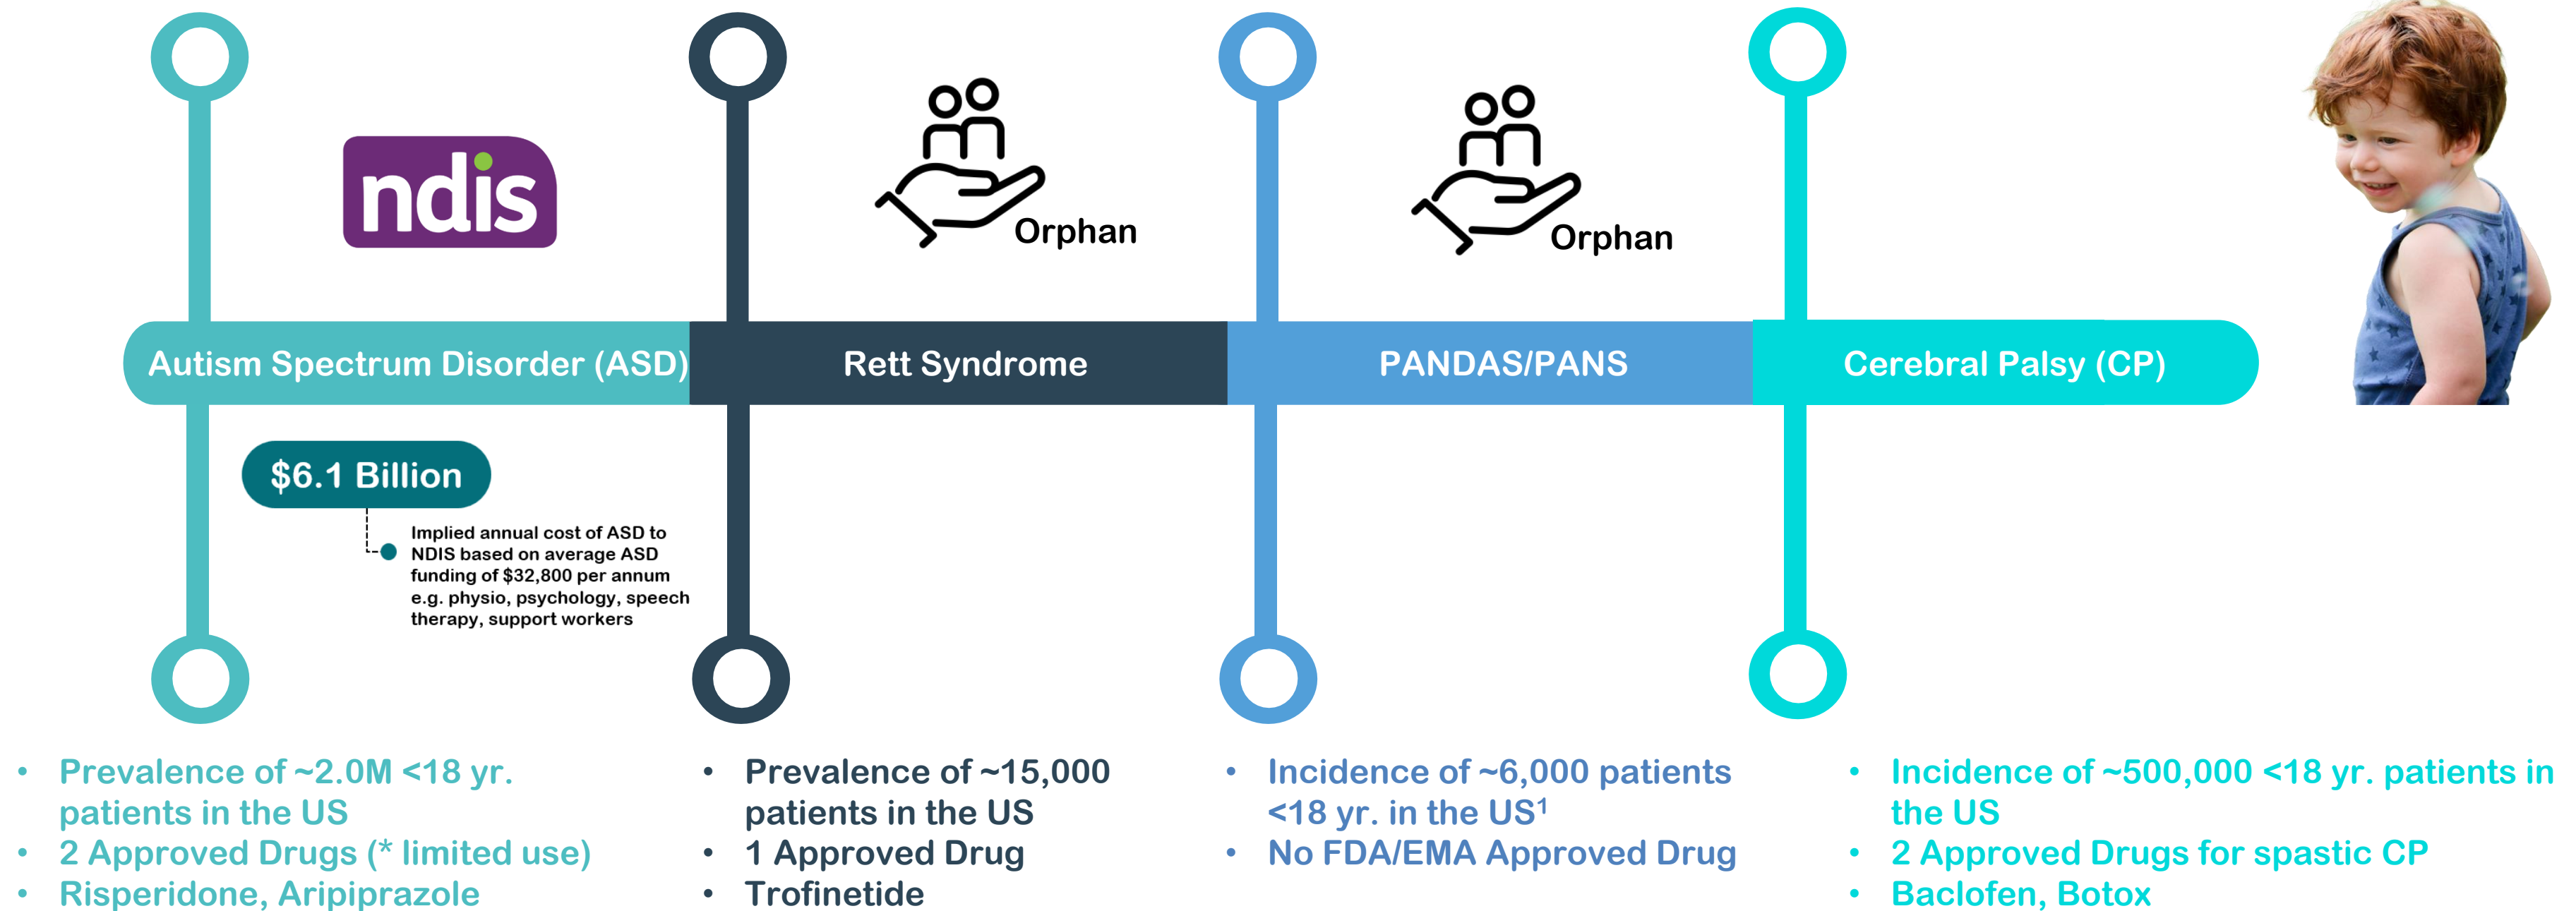 ndis
Orphan
Orphan
Autism Spectrum Disorder (ASD)
Rett Syndrome
PANDAS/PANS
Cerebral Palsy (CP)
$6.1 Billion
Implied annual cost of ASD to
NDIS based on average ASD
funding of $32,800 per annum
e.g. physio, psychology, speech
therapy, support workers
• Prevalence of ~2.0M <18 yr.
patients in the US
• 2 Approved Drugs (* limited use)
• Risperidone, Aripiprazole
• Prevalence of ~15,000
patients in the US
• 1 Approved Drug
• Trofinetide
• Incidence of ~6,000 patients
<18 yr. in the US¹
• No FDA/EMA Approved Drug
• Incidence of ~500,000 <18 yr. patients in
the US
• 2 Approved Drugs for spastic CP
• Baclofen, Botox